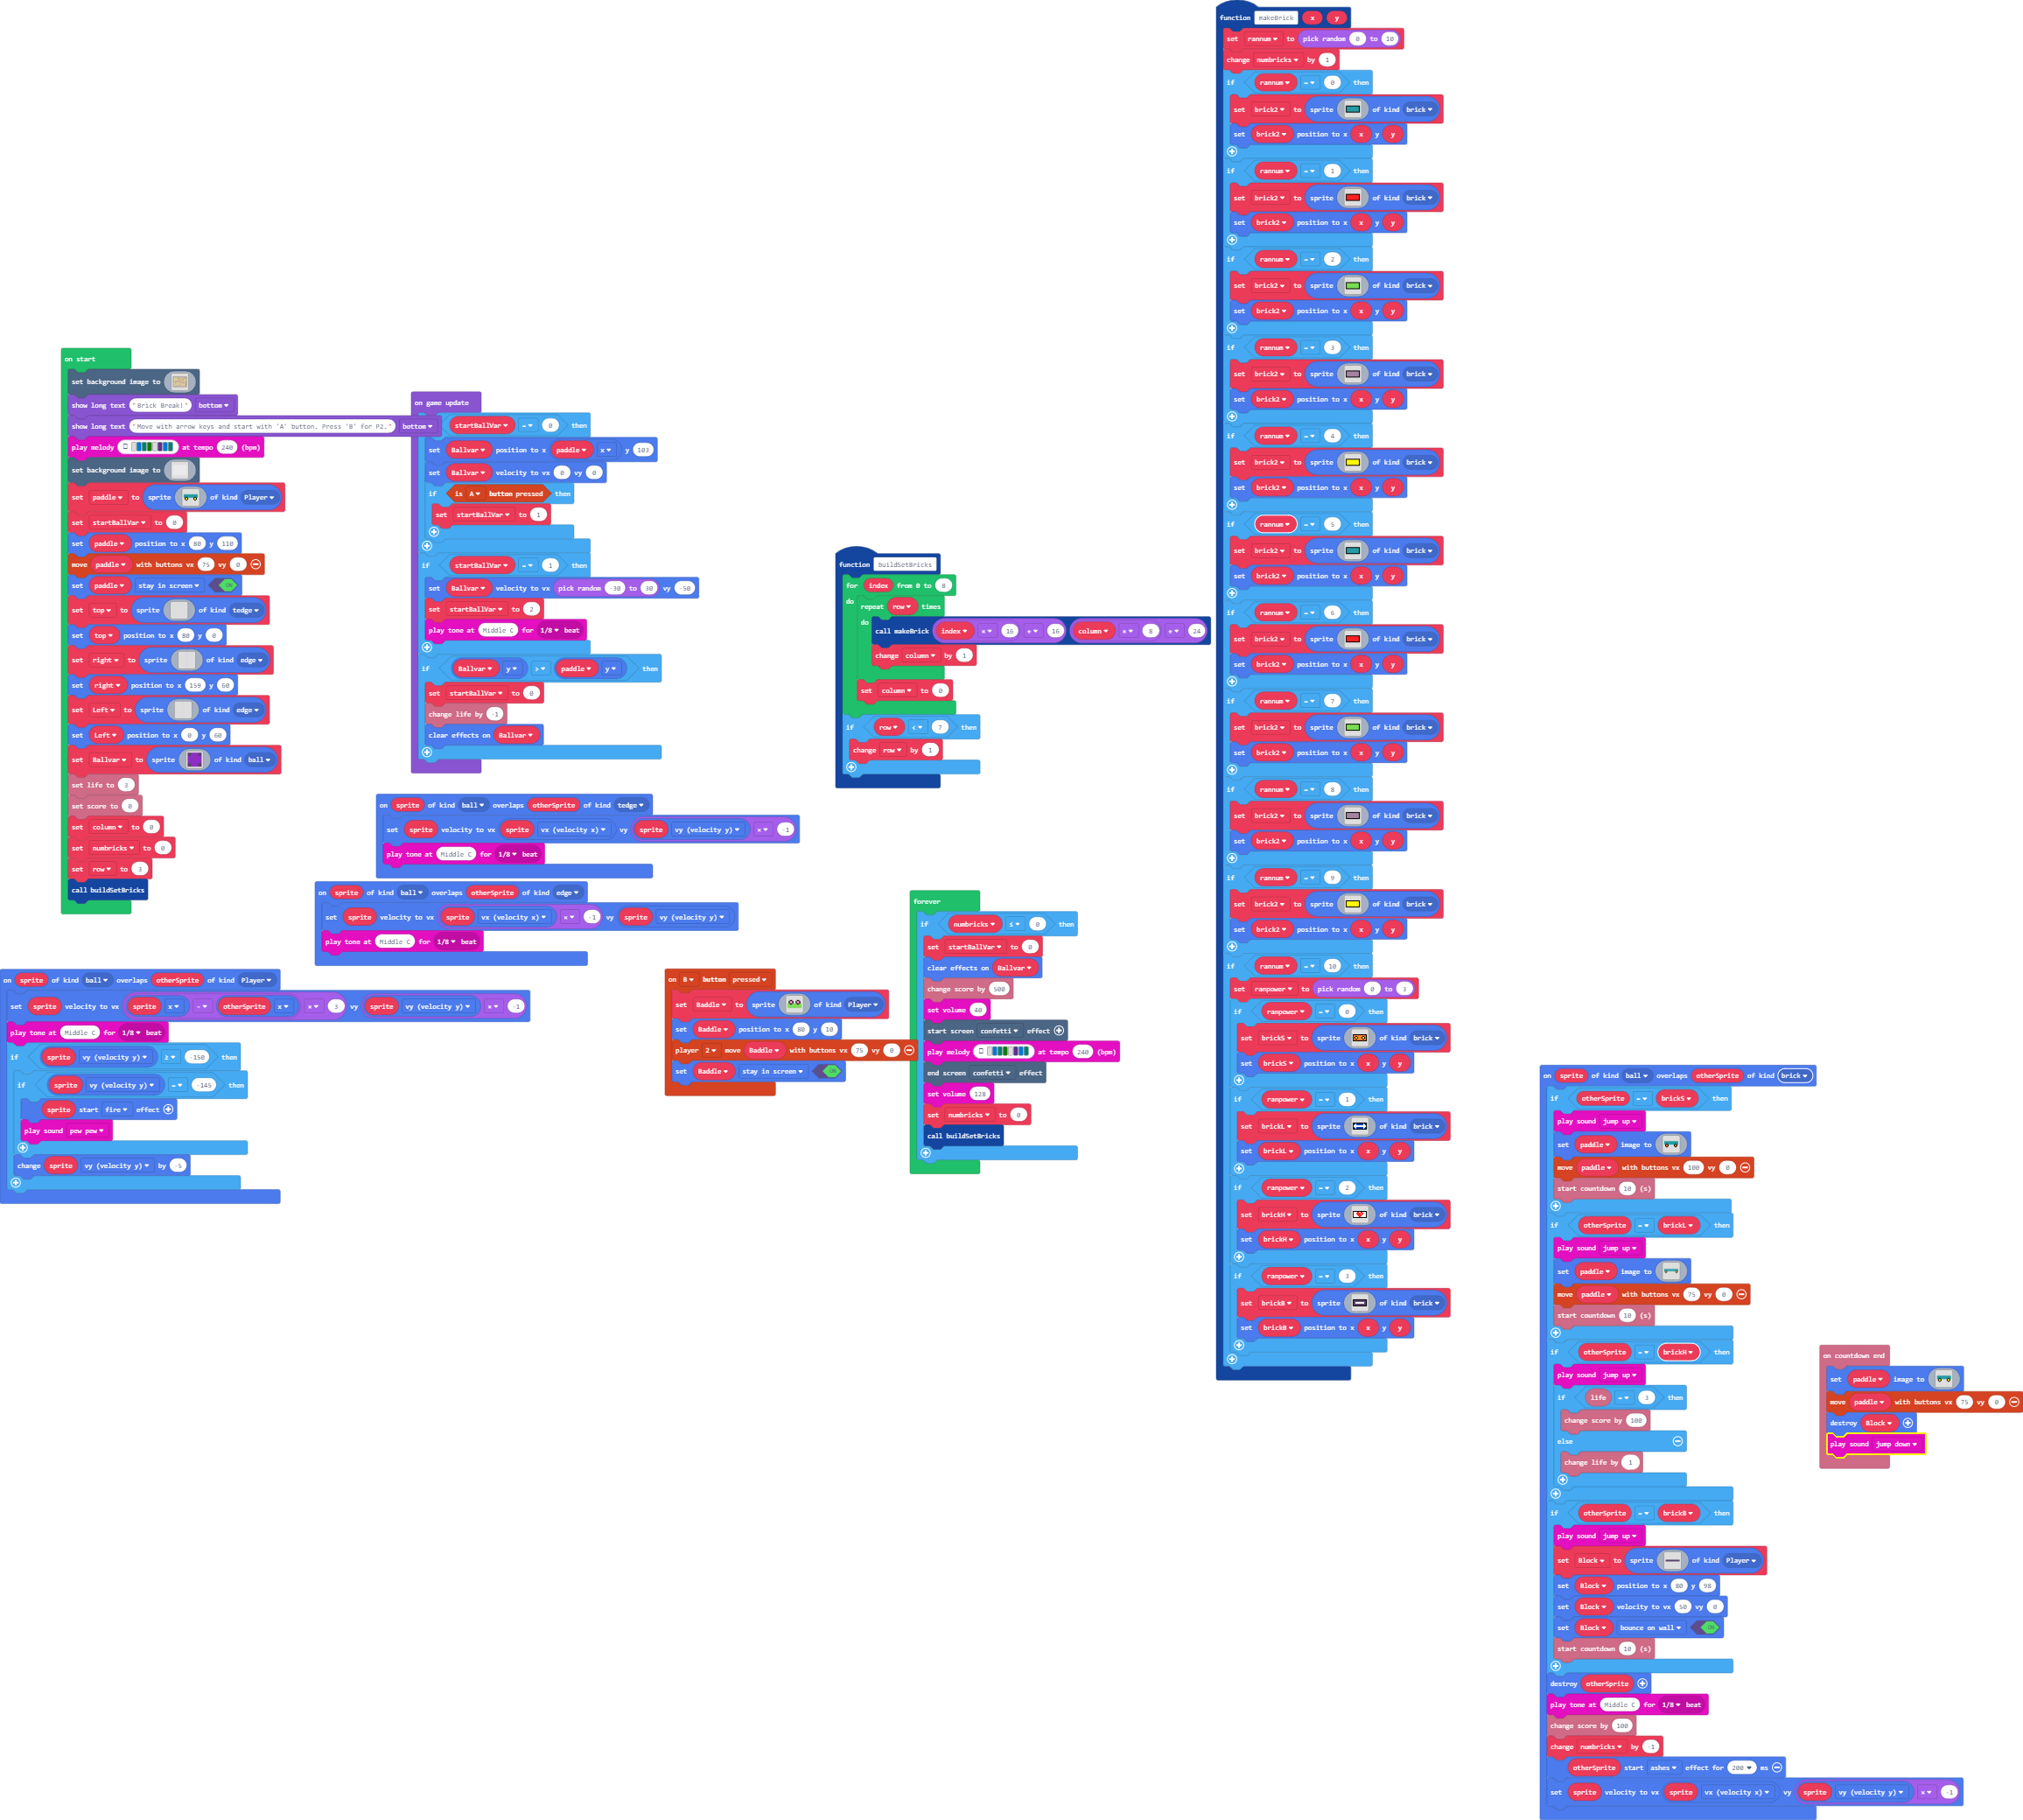 on start
set background image to
show long text "Brick Break!" bottom
show long text "Move with arrow keys and start with 'A' button. Press 'B' for P2." bottom
play melody at tempo 240 (bpm)
set background image to
set paddle to sprite of kind Player
set startBallVar to 0
set paddle position to x 80 y 110
move paddle with buttons vx 75 vy 0
set paddle stay in screen ON
set top to sprite of kind tedge
set top position to x 80 y 0
set right to sprite of kind edge
set right position to x 159 y 60
set Left to sprite of kind edge
set Left position to x 0 y 60
set Ballvar to sprite of kind ball
set life to 3
set score to 0
set column to 0
set numbricks to 0
set row to 3
call buildSetBricks
on game update
startBallVar = 0 then
set Ballvar position to x paddle x y 103
set Ballvar velocity to vx 0 vy 0
if is A button pressed then
set startBallVar to 1
if startBallVar = 1 then
set Ballvar velocity to vx pick random -30 to 30 vy -50
set startBallVar to 2
play tone at Middle C for 1/8 beat
if Ballvar y > paddle y then
set startBallVar to 0
change life by -1
clear effects on Ballvar
on sprite of kind ball overlaps otherSprite of kind tedge
set sprite velocity to vx sprite vx (velocity x) vy sprite vy (velocity y) × -1
play tone at Middle C for 1/8 beat
on sprite of kind ball overlaps otherSprite of kind edge
set sprite velocity to vx sprite vx (velocity x) × -1 vy sprite vy (velocity y)
play tone at Middle C for 1/8 beat
on sprite of kind ball overlaps otherSprite of kind Player
set sprite velocity to vx sprite x - otherSprite x × 3 vy sprite vy (velocity y) × -1
play tone at Middle C for 1/8 beat
if sprite vy (velocity y) ≥ -150 then
if sprite vy (velocity y) = -145 then
sprite start fire effect
play sound pew pew
change sprite vy (velocity y) by -5
on B button pressed
set Baddle to sprite of kind Player
set Baddle position to x 80 y 10
player 2 move Baddle with buttons vx 75 vy 0
set Baddle stay in screen ON
function buildSetBricks
for index from 0 to 8
do repeat row times
do call makeBrick index × 16 + 16 column × 8 + 24
change column by 1
set column to 0
if row < 7 then
change row by 1
forever
if numbricks ≤ 0 then
set startBallVar to 0
clear effects on Ballvar
change score by 500
set volume 40
start screen confetti effect
play melody at tempo 240 (bpm)
end screen confetti effect
set volume 128
set numbricks to 0
call buildSetBricks
function makeBrick x y
set rannum to pick random 0 to 10
change numbricks by 1
if rannum = 0 then
set brick2 to sprite of kind brick
set brick2 position to x x y y
if rannum = 1 then
set brick2 to sprite of kind brick
set brick2 position to x x y y
if rannum = 2 then
set brick2 to sprite of kind brick
set brick2 position to x x y y
if rannum = 3 then
set brick2 to sprite of kind brick
set brick2 position to x x y y
if rannum = 4 then
set brick2 to sprite of kind brick
set brick2 position to x x y y
if rannum = 5 then
set brick2 to sprite of kind brick
set brick2 position to x x y y
if rannum = 6 then
set brick2 to sprite of kind brick
set brick2 position to x x y y
if rannum = 7 then
set brick2 to sprite of kind brick
set brick2 position to x x y y
if rannum = 8 then
set brick2 to sprite of kind brick
set brick2 position to x x y y
if rannum = 9 then
set brick2 to sprite of kind brick
set brick2 position to x x y y
if rannum = 10 then
set ranpower to pick random 0 to 3
if ranpower = 0 then
set brickS to sprite of kind brick
set brickS position to x x y y
if ranpower = 1 then
set brickL to sprite of kind brick
set brickL position to x x y y
if ranpower = 2 then
set brickH to sprite of kind brick
set brickH position to x x y y
if ranpower = 3 then
set brickB to sprite of kind brick
set brickB position to x x y y
on sprite of kind ball overlaps otherSprite of kind brick
if otherSprite = brickS then
play sound jump up
set paddle image to
move paddle with buttons vx 100 vy 0
start countdown 10 (s)
if otherSprite = brickL then
play sound jump up
set paddle image to
move paddle with buttons vx 75 vy 0
start countdown 10 (s)
if otherSprite = brickH then
play sound jump up
if life = 3 then
change score by 100
else
change life by 1
if otherSprite = brickB then
play sound jump up
set Block to sprite of kind Player
set Block position to x 80 y 98
set Block velocity to vx 50 vy 0
set Block bounce on wall ON
start countdown 10 (s)
destroy otherSprite
play tone at Middle C for 1/8 beat
change score by 100
change numbricks by -1
otherSprite start ashes effect for 200 ms
set sprite velocity to vx sprite vx (velocity x) vy sprite vy (velocity y) × -1
on countdown end
set paddle image to
move paddle with buttons vx 75 vy 0
destroy Block
play sound jump down